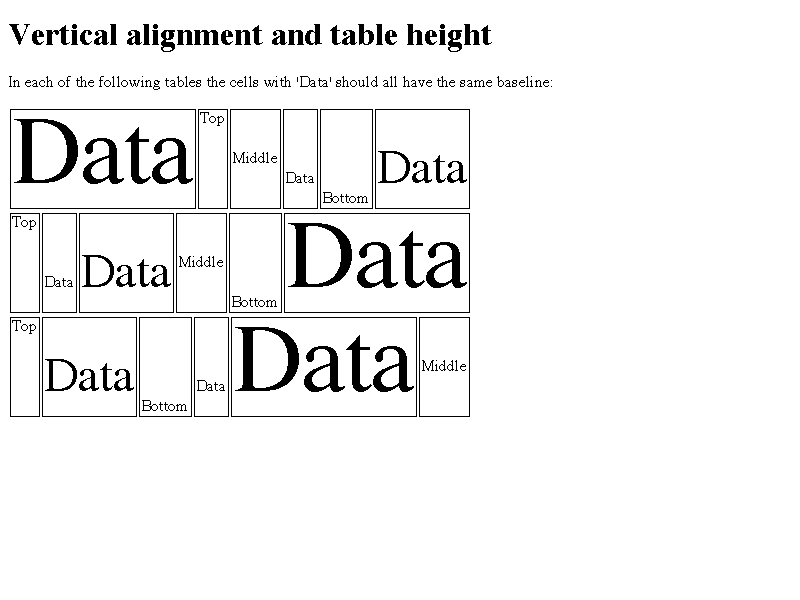 Vertical alignment and table height
In each of the following tables the cells with 'Data' should all have the same baseline:
Data Top Middle Data Bottom Data
Top Data Data Middle Bottom Data
Top Data Bottom Data Data Middle